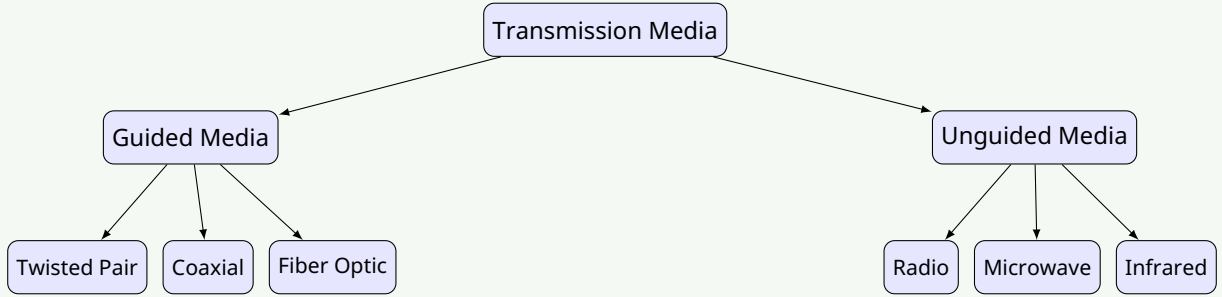 Transmission Media
Guided Media
Unguided Media
Twisted Pair
Coaxial
Fiber Optic
Radio
Microwave
Infrared